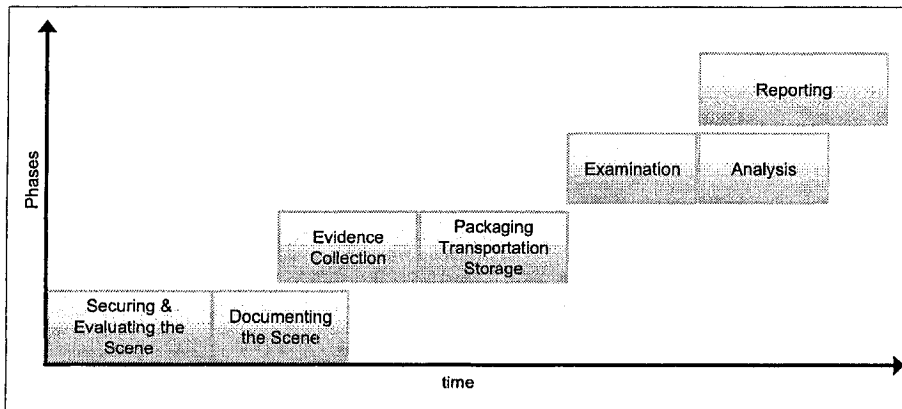 Reporting
Examination
Analysis
Phases
Evidence
Collection
Packaging
Transportation
Storage
Securing &
Evaluating the
Scene
Documenting
the Scene
time